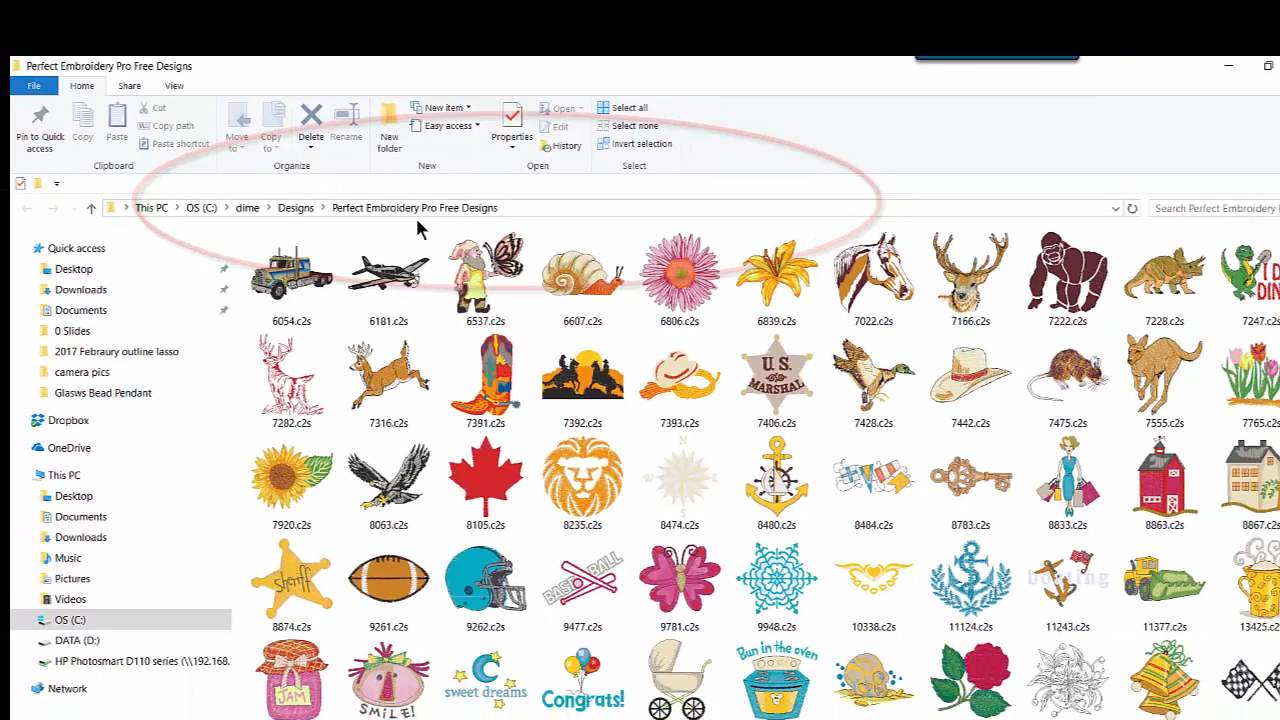 Perfect Embroidery Pro Free Designs
File Home Share View
Pin to Quick access
Copy
Paste
Cut
Copy path
Paste shortcut
Clipboard
Move to
Copy to
Delete
Rename
Organize
New folder
New item
Easy access
New
Properties
Open
Edit
History
Open
Select all
Select none
Invert selection
Select
This PC > OS (C:) > dime > Designs > Perfect Embroidery Pro Free Designs
Search Perfect Embroidery
Quick access
Desktop
Downloads
Documents
0 Slides
2017 Febraury outline lasso
camera pics
Glasws Bead Pendant
Dropbox
OneDrive
This PC
Desktop
Documents
Downloads
Music
Pictures
Videos
OS (C:)
DATA (D:)
HP Photosmart D110 series (\\192.168.
Network
I D
DIN
6054.c2s 6181.c2s 6537.c2s 6607.c2s 6806.c2s 6839.c2s 7022.c2s 7166.c2s 7222.c2s 7228.c2s 7247.c2s
U.S.
MARSHAL
7282.c2s 7316.c2s 7391.c2s 7392.c2s 7393.c2s 7406.c2s 7428.c2s 7442.c2s 7475.c2s 7555.c2s 7765.c2s
N
W E
S
7920.c2s 8063.c2s 8105.c2s 8235.c2s 8474.c2s 8480.c2s 8484.c2s 8783.c2s 8833.c2s 8863.c2s 8867.c2s
sheriff
BASEBALL
boating
8874.c2s 9261.c2s 9262.c2s 9477.c2s 9781.c2s 9948.c2s 10338.c2s 11124.c2s 11243.c2s 11377.c2s 13425.c2s
JAM
SMILE!
sweet dreams
Congrats!
Bun in the oven